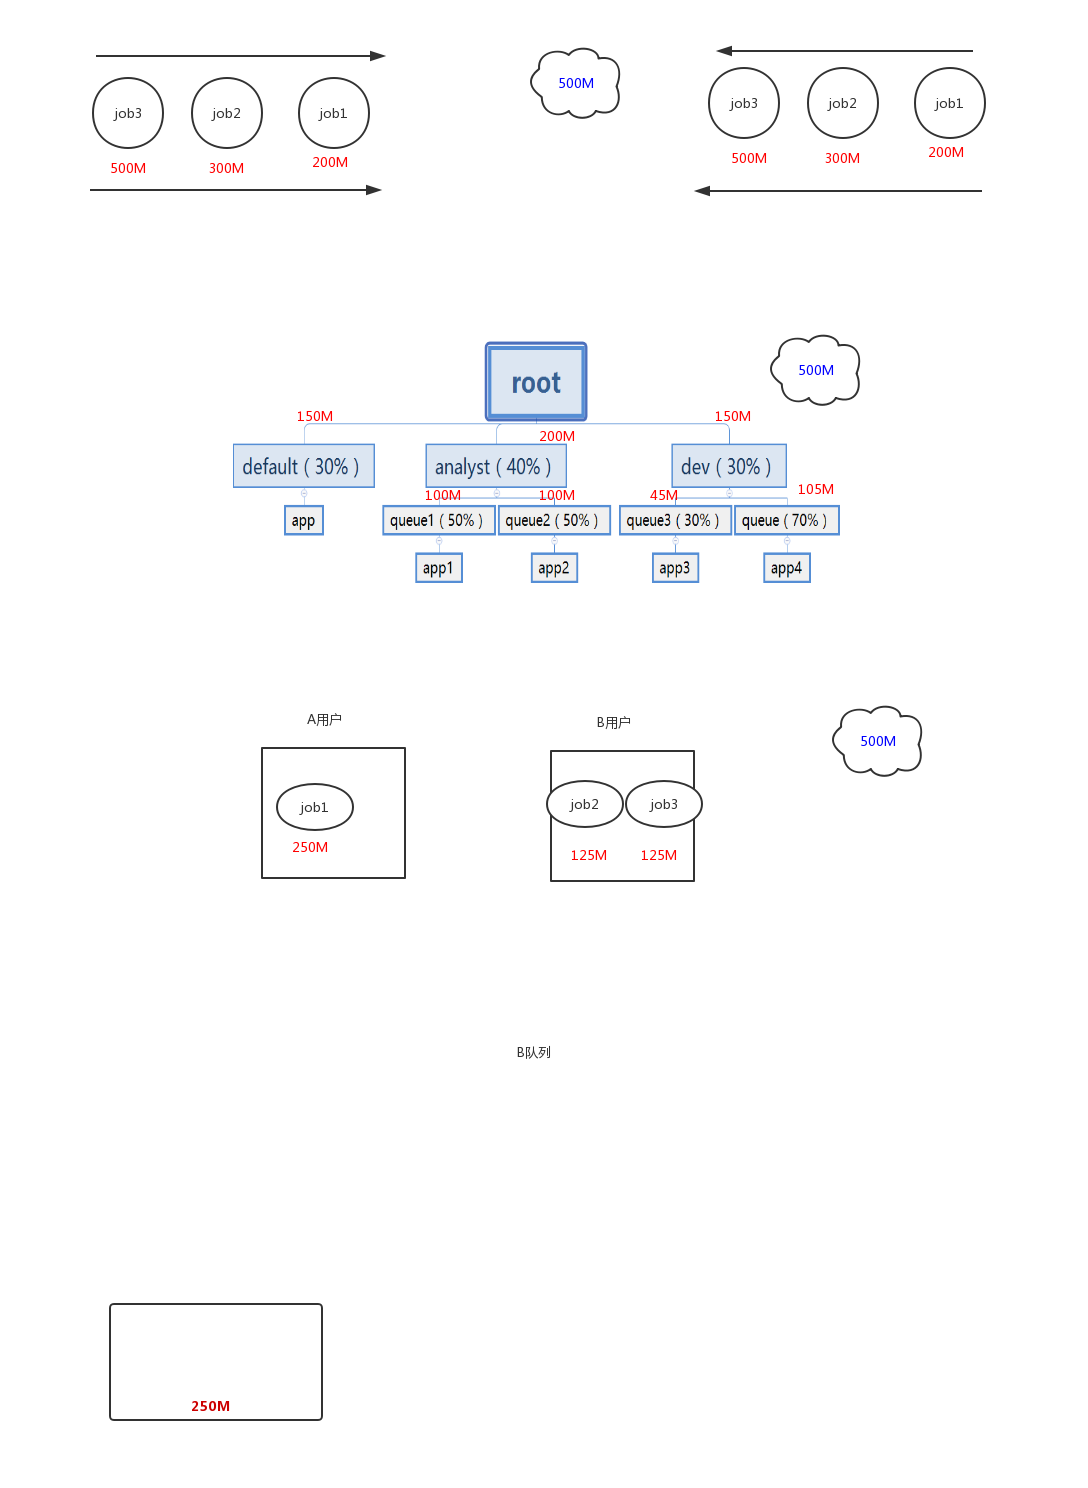 500M
job3 job2 job1
500M 300M 200M
job3 job2 job1
500M 300M 200M
root
500M
150M 200M 150M
default ( 30% ) analyst ( 40% ) dev ( 30% )
100M 100M 45M 105M
app queue1 ( 50% ) queue2 ( 50% ) queue3 ( 30% ) queue ( 70% )
app1 app2 app3 app4
A用户 B用户
500M
job1 job2 job3
250M 125M 125M
B队列
250M